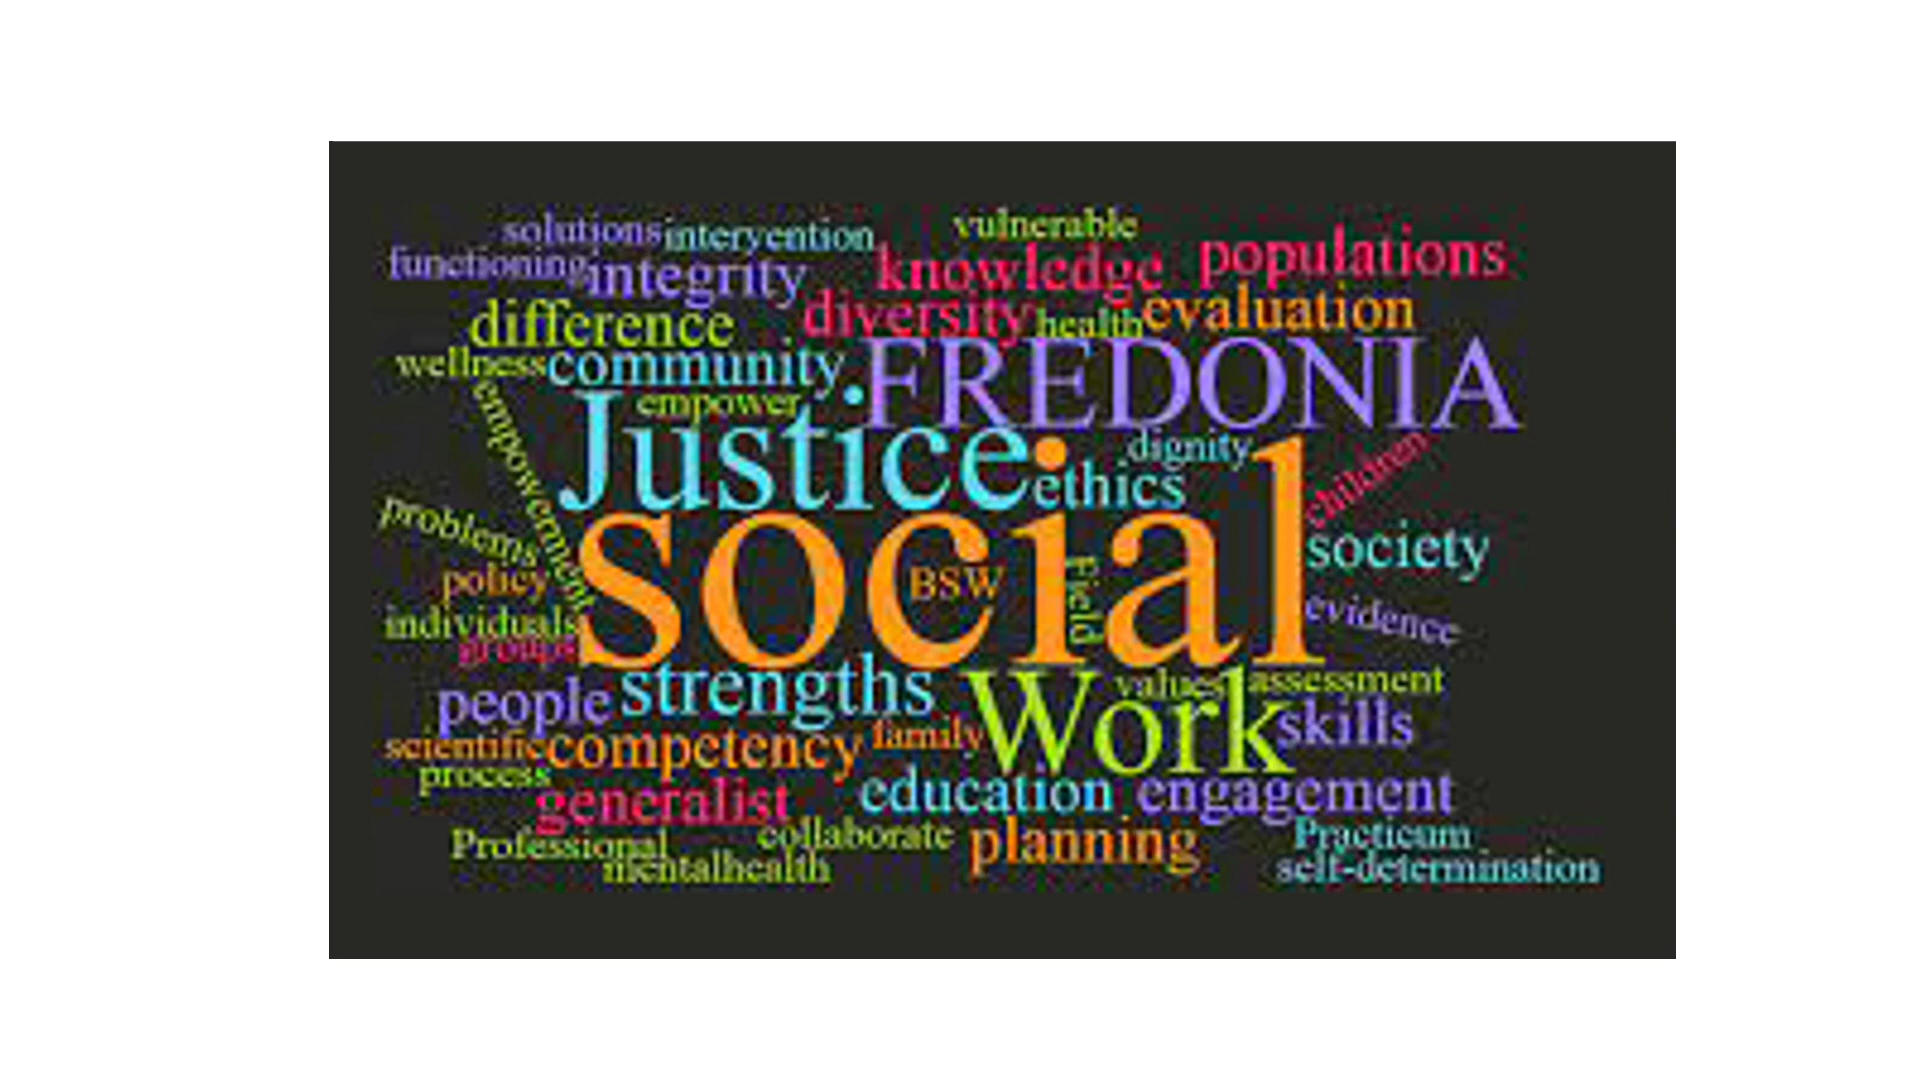 solutions intervention vulnerable
functioning integrity knowledge populations
difference diversity health evaluation
wellness community FREDONIA
empower
empowerment Justice ethics dignity children
problems social society
policy BSW Field
individuals evidence
groups
people strengths Work values assessment
skills
scientific competency family
process
generalist education engagement
Professional collaborate planning Practicum
mentalhealth self-determination